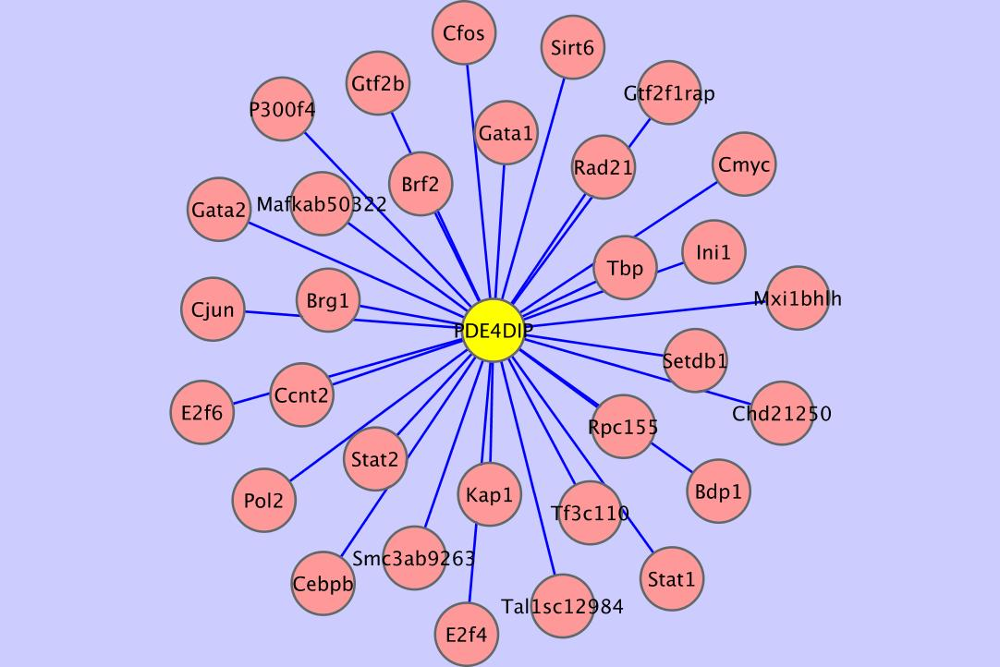 Cfos
Sirt6
Gtf2b
Gtf2f1rap
P300f4
Gata1
Rad21
Cmyc
Brf2
Mafkab50322
Gata2
Ini1
Tbp
Mxi1bhlh
Brg1
Cjun
PDE4DIP
Setdb1
Ccnt2
E2f6
Chd21250
Rpc155
Stat2
Bdp1
Kap1
Pol2
Tf3c110
Smc3ab9263
Stat1
Cebpb
Tal1sc12984
E2f4